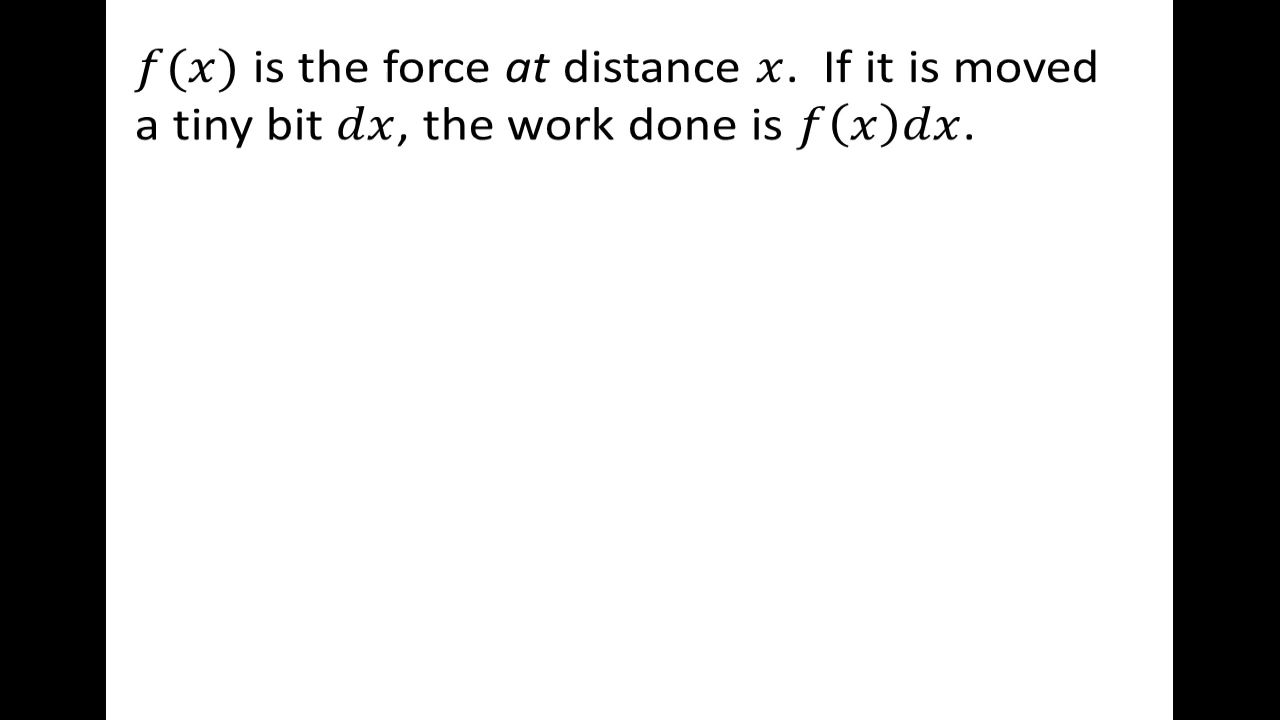 f(x) is the force at distance x. If it is moved
a tiny bit dx, the work done is f(x)dx.